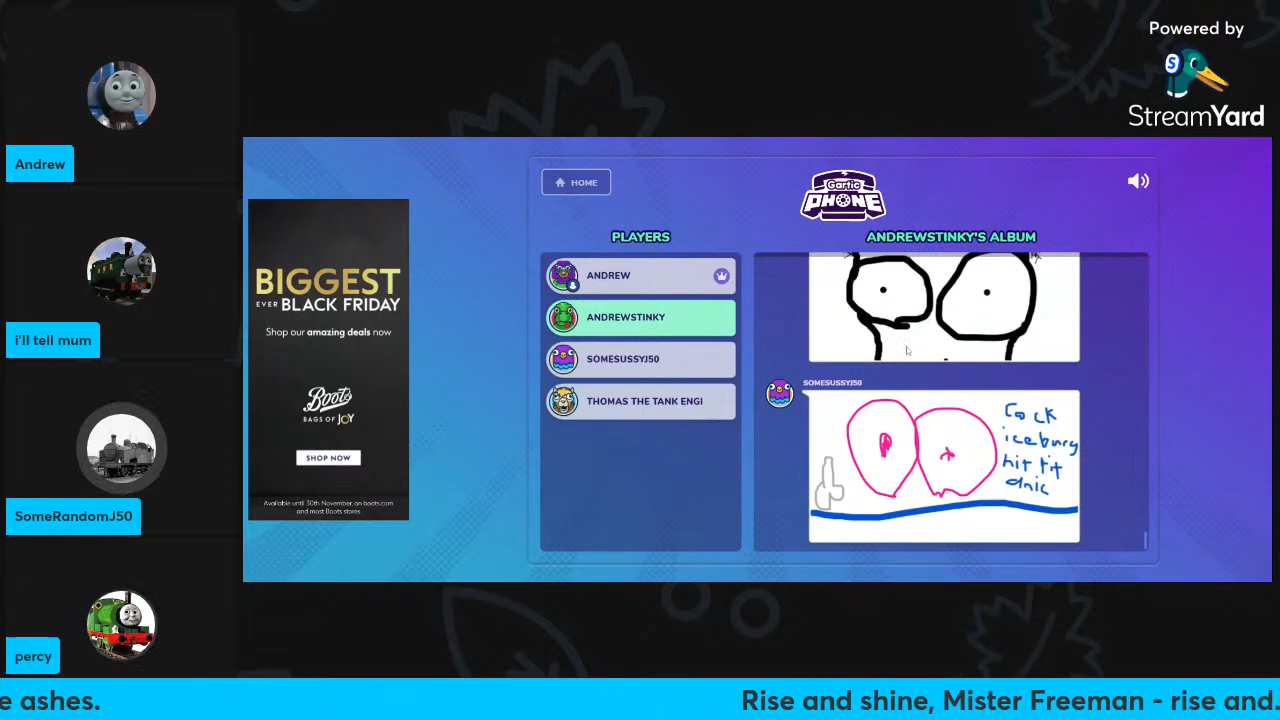 Powered by
StreamYard
Andrew
i'll tell mum
SomeRandomJ50
percy
BIGGEST
EVER BLACK FRIDAY
Shop our amazing deals now
Boots
BAGS OF JOY
SHOP NOW
Available until 30th November, on boots.com
and most Boots stores
HOME
Gartic
PHONE
PLAYERS
ANDREW
ANDREWSTINKY
SOMESUSSYJ50
THOMAS THE TANK ENGI
ANDREWSTINKY'S ALBUM
SOMESUSSYJ50
Cock
iceburg
hit tit
anic
e ashes.
Rise and shine, Mister Freeman - rise and.